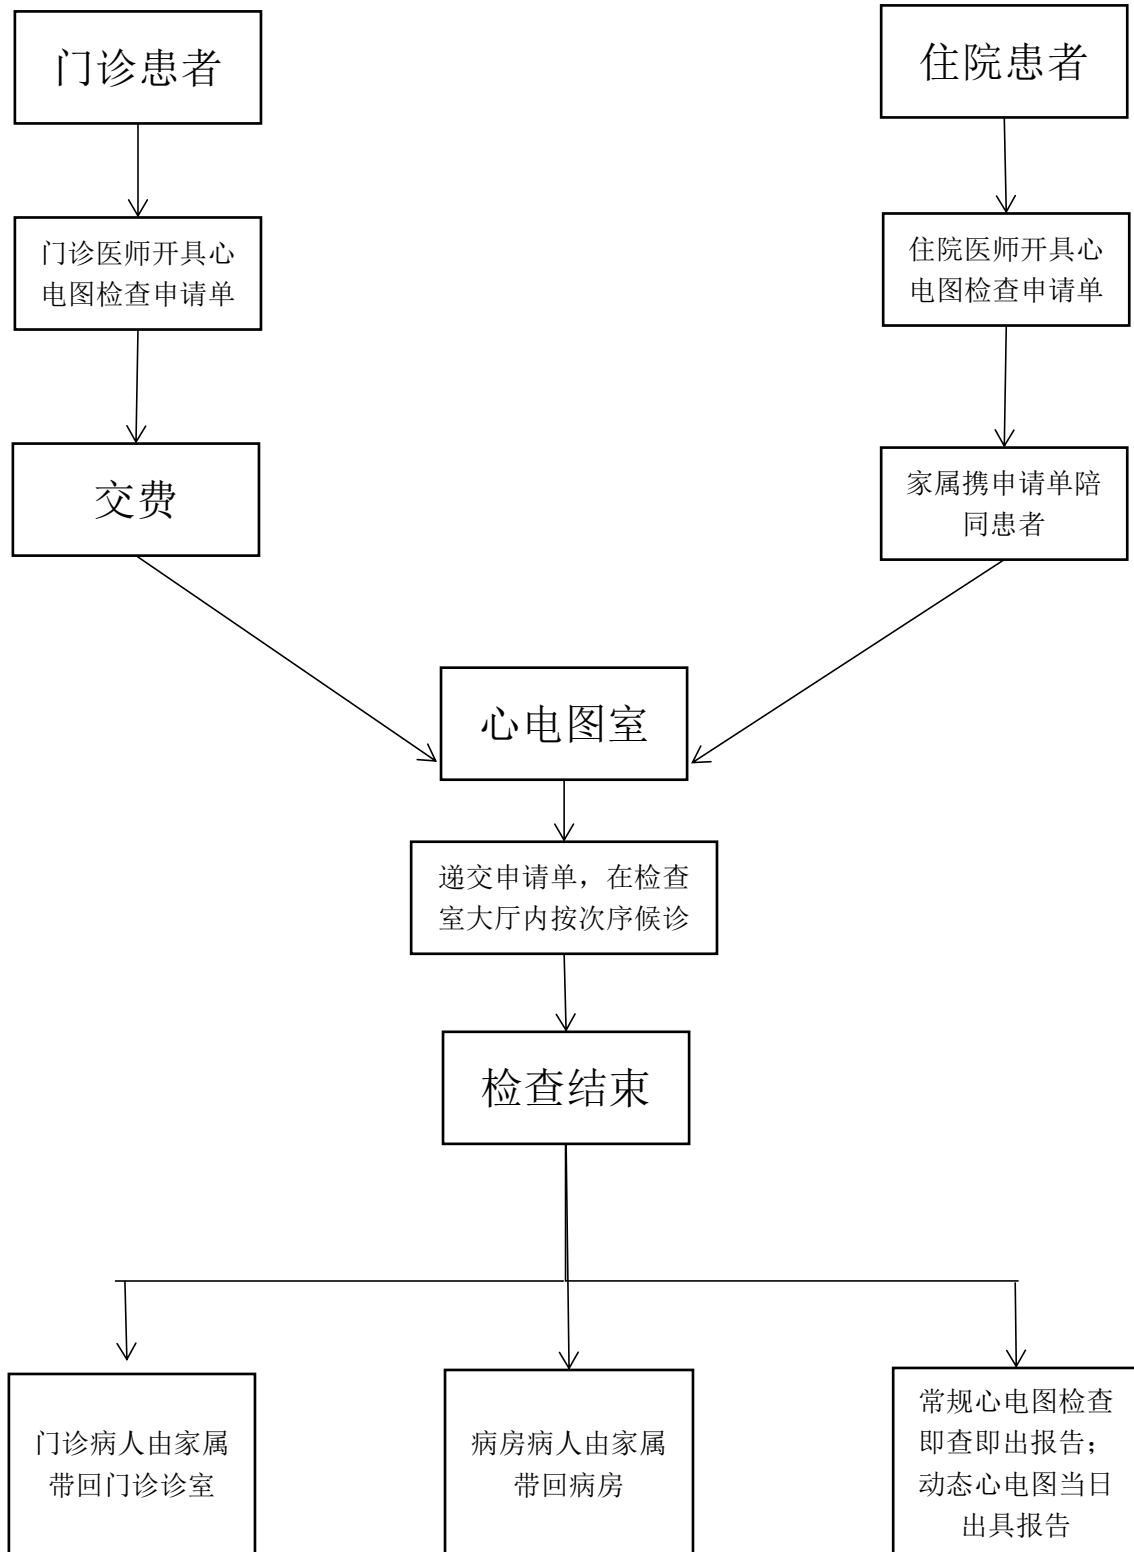 门诊患者
住院患者
门诊医师开具心
电图检查申请单
住院医师开具心
电图检查申请单
交费
家属携申请单陪
同患者
心电图室
递交申请单，在检查
室大厅内按次序候诊
检查结束
门诊病人由家属
带回门诊诊室
病房病人由家属
带回病房
常规心电图检查
即查即出报告；
动态心电图当日
出具报告